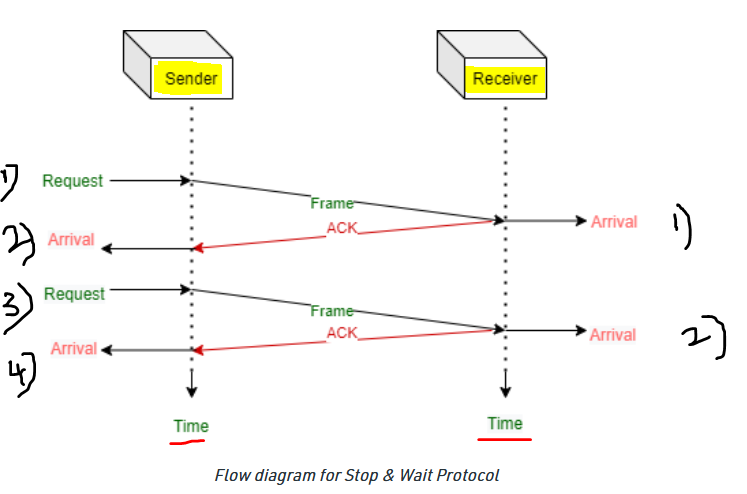 Sender
Receiver
1) Request
Frame
ACK
Arrival 1)
2) Arrival
3) Request
Frame
ACK
Arrival 2)
4) Arrival
Time
Time
Flow diagram for Stop & Wait Protocol